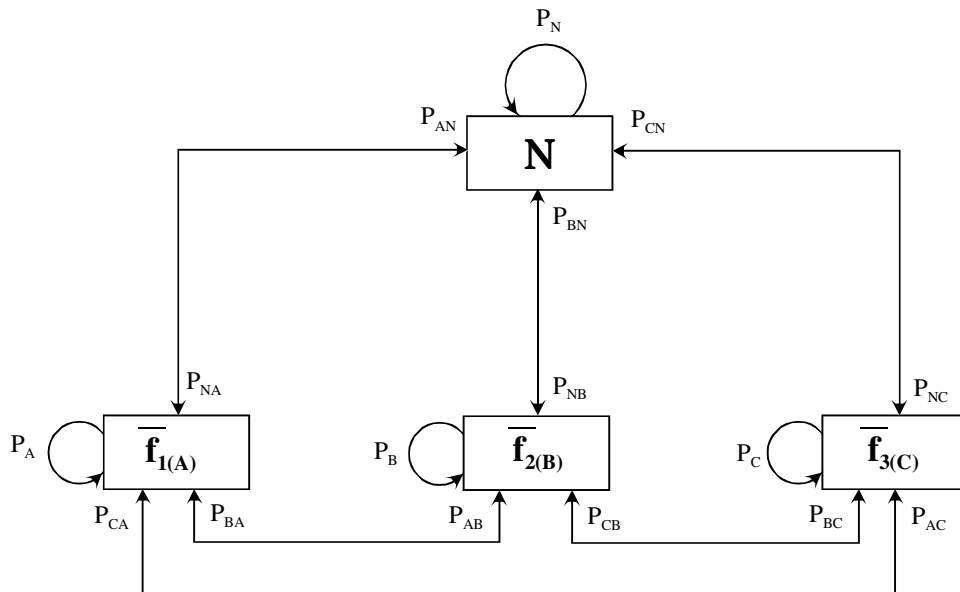 P_N
P_AN
P_CN
N
P_BN
P_NA
P_NB
P_NC
P_A
f̅_1(A)
P_B
f̅_2(B)
P_C
f̅_3(C)
P_CA
P_BA
P_AB
P_CB
P_BC
P_AC